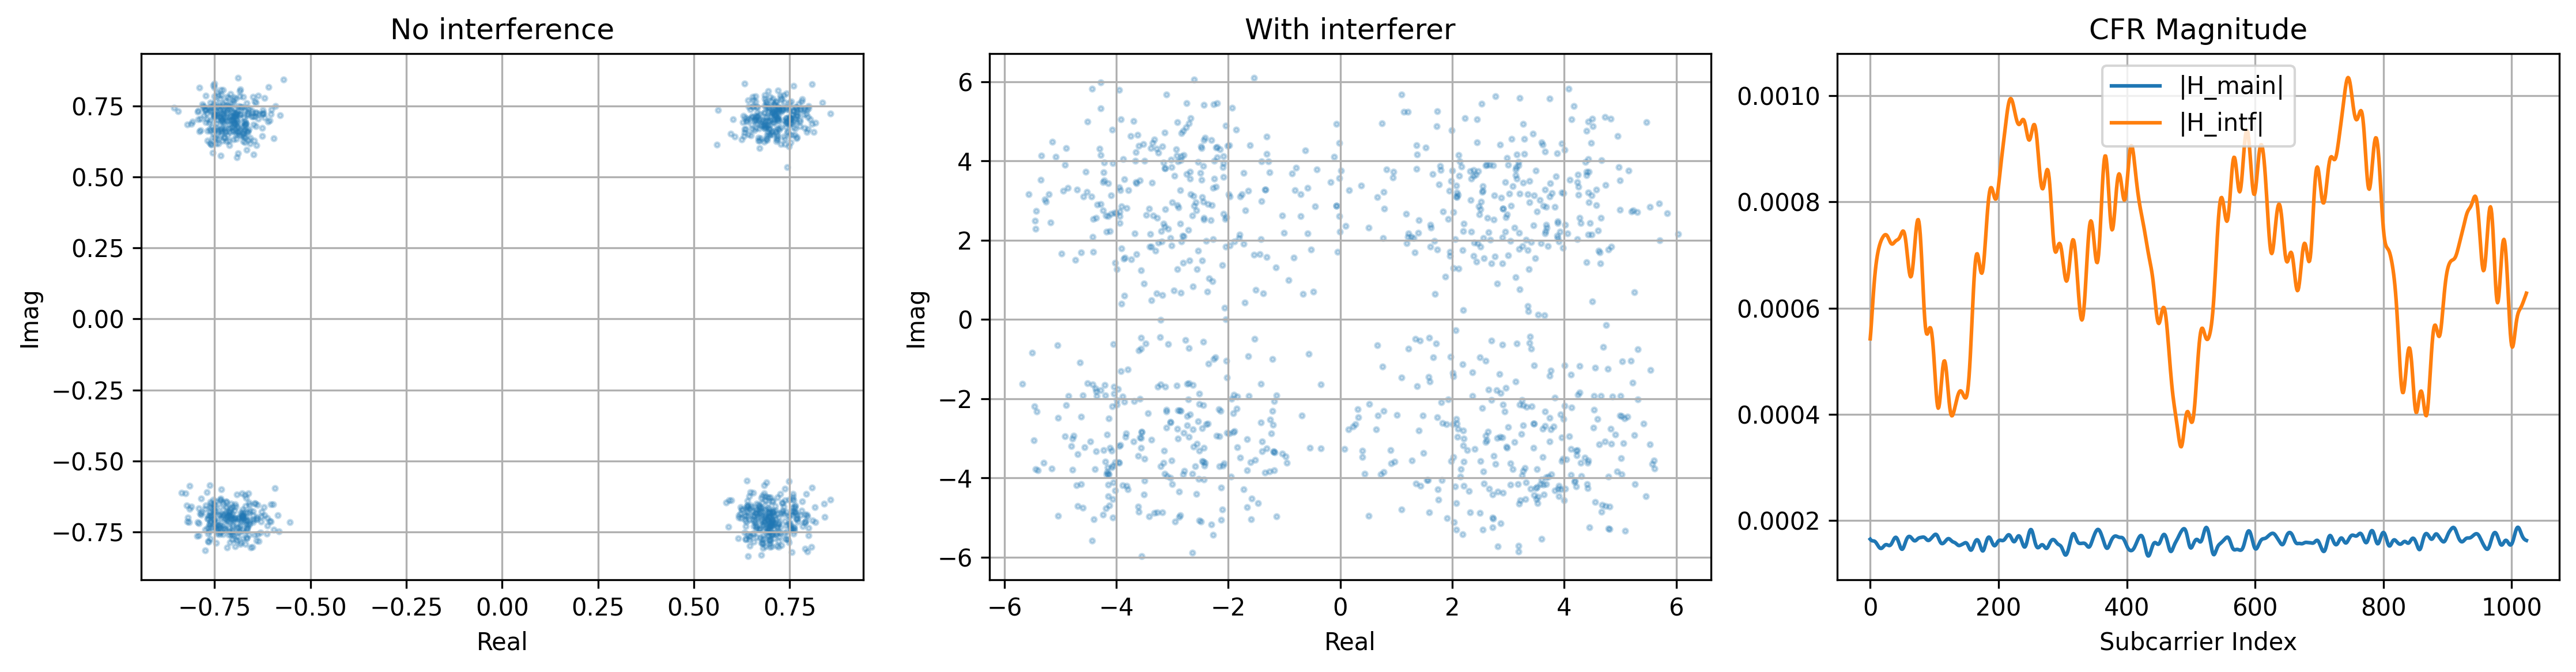 No interference
0.75
0.50
0.25
0.00
−0.25
−0.50
−0.75
Imag
−0.75 −0.50 −0.25 0.00 0.25 0.50 0.75
Real
With interferer
6
4
2
0
−2
−4
−6
Imag
−6 −4 −2 0 2 4 6
Real
CFR Magnitude
|H_main|
|H_intf|
0.0010
0.0008
0.0006
0.0004
0.0002
0 200 400 600 800 1000
Subcarrier Index